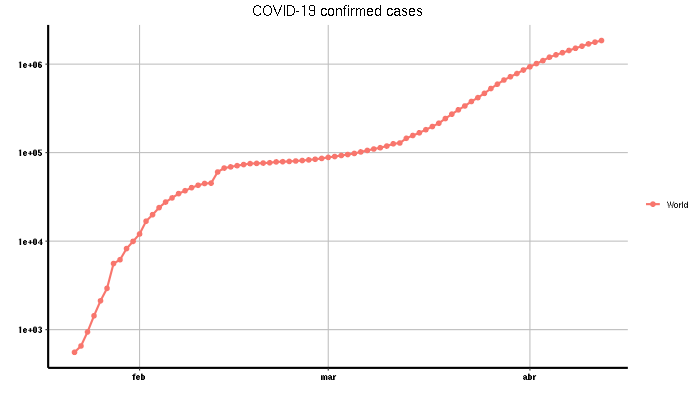 COVID-19 confirmed cases
1e+06
1e+05
1e+04
1e+03
feb mar abr
World